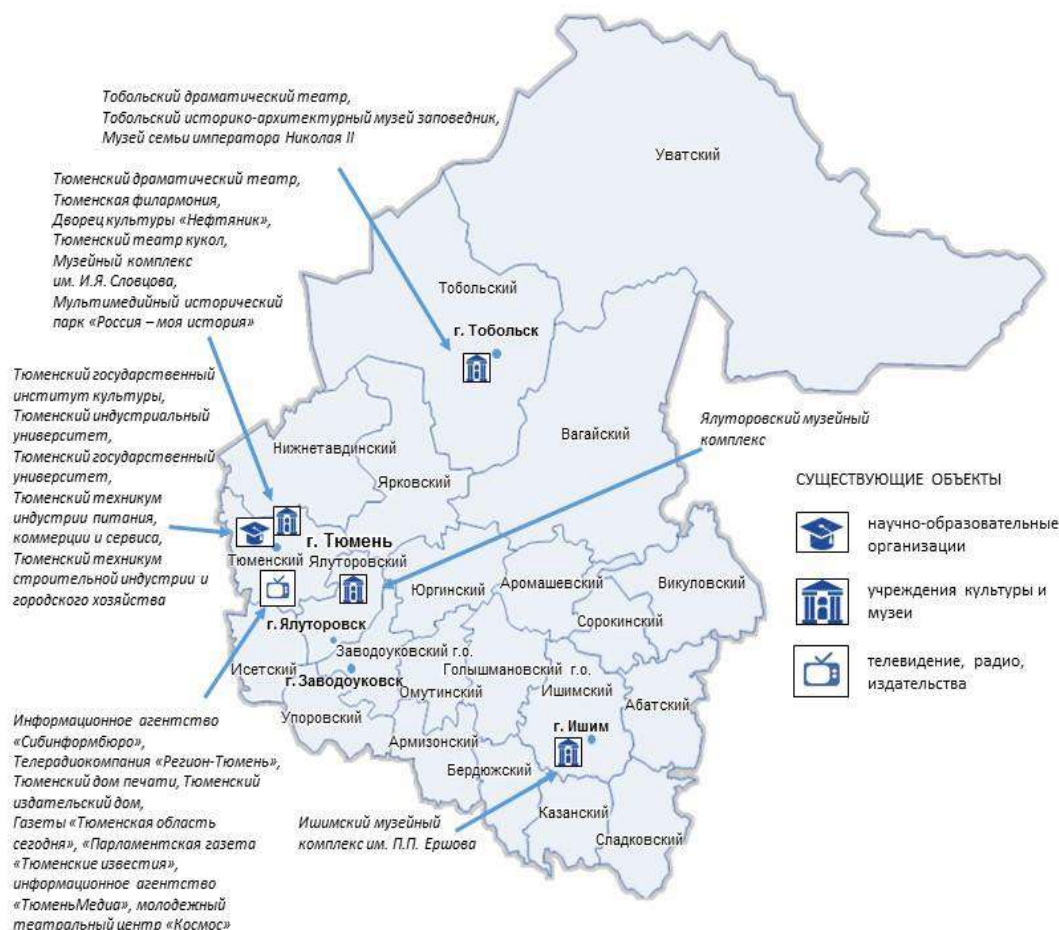 Тобольский драматический театр,
Тобольский историко-архитектурный музей заповедник,
Музей семьи императора Николая II
Тюменский драматический театр,
Тюменская филармония,
Дворец культуры «Нефтяник»,
Тюменский театр кукол,
Музейный комплекс
им. И.Я. Словцова,
Мультимедийный исторический
парк «Россия – моя история»
Тюменский государственный
институт культуры,
Тюменский индустриальный
университет,
Тюменский государственный
университет,
Тюменский техникум
индустрии питания,
коммерции и сервиса,
Тюменский техникум
строительной индустрии и
городского хозяйства
Информационное агентство
«Сибинформбюро»,
Телерадиокомпания «Регион-Тюмень»,
Тюменский дом печати, Тюменский
издательский дом,
Газеты «Тюменская область
сегодня», «Парламентская газета
«Тюменские известия»,
информационное агентство
«ТюменьМедиа», молодежный
театральный центр «Космос»
Ишимский музейный
комплекс им. П.П. Ершова
Ялуторовский музейный
комплекс
Уватский
Тобольский
г. Тобольск
Вагайский
Нижнетавдинский
Ярковский
г. Тюмень
Тюменский
Ялуторовский
Юргинский
Аромашевский
Викуловский
Сорокинский
г. Ялуторовск
Заводоуковский г.о.
Исетский
г. Заводоуковск
Голышмановский г.о.
Омутинский
Ишимский
Абатский
Упоровский
г. Ишим
Армизонский
Бердюжский
Казанский
Сладковский
СУЩЕСТВУЮЩИЕ ОБЪЕКТЫ
научно-образовательные
организации
учреждения культуры и
музеи
телевидение, радио,
издательства